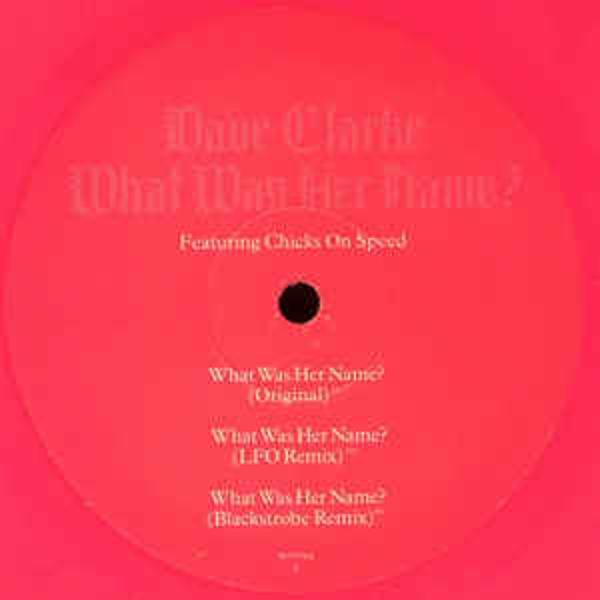 Dave Clarke
What Was Her Name?
Featuring Chicks On Speed
What Was Her Name?
(Original)
What Was Her Name?
(LFO Remix)
What Was Her Name?
(Blackstrobe Remix)